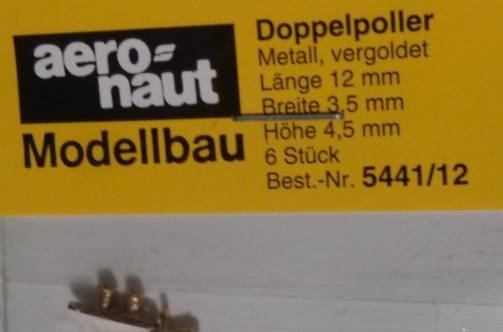 aero=
naut
Modellbau
Doppelpoller
Metall, vergoldet
Länge 12 mm
Breite 3,5 mm
Höhe 4,5 mm
6 Stück
Best.-Nr. 5441/12